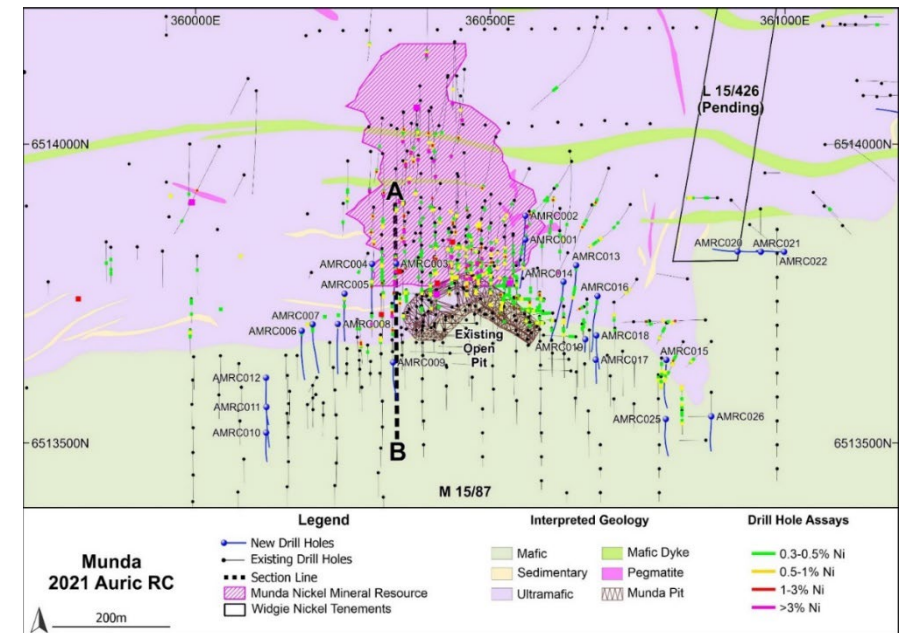 360000E
360500E
361000E
L 15/426
(Pending)
6514000N
6514000N
A
AMRC002
AMRC001
AMRC020
AMRC021
AMRC022
AMRC004
AMRC003
AMRC013
AMRC014
AMRC005
AMRC016
AMRC007
AMRC008
AMRC006
Existing
Open
Pit
AMRC018
AMRC019
AMRC015
AMRC009
AMRC017
AMRC012
AMRC011
AMRC025
AMRC026
AMRC010
6513500N
6513500N
B
M 15/87
Munda
2021 Auric RC
200m
Legend
New Drill Holes
Existing Drill Holes
Section Line
Munda Nickel Mineral Resource
Widgie Nickel Tenements
Interpreted Geology
Mafic
Mafic Dyke
Sedimentary
Pegmatite
Ultramafic
Munda Pit
Drill Hole Assays
0.3-0.5% Ni
0.5-1% Ni
1-3% Ni
>3% Ni